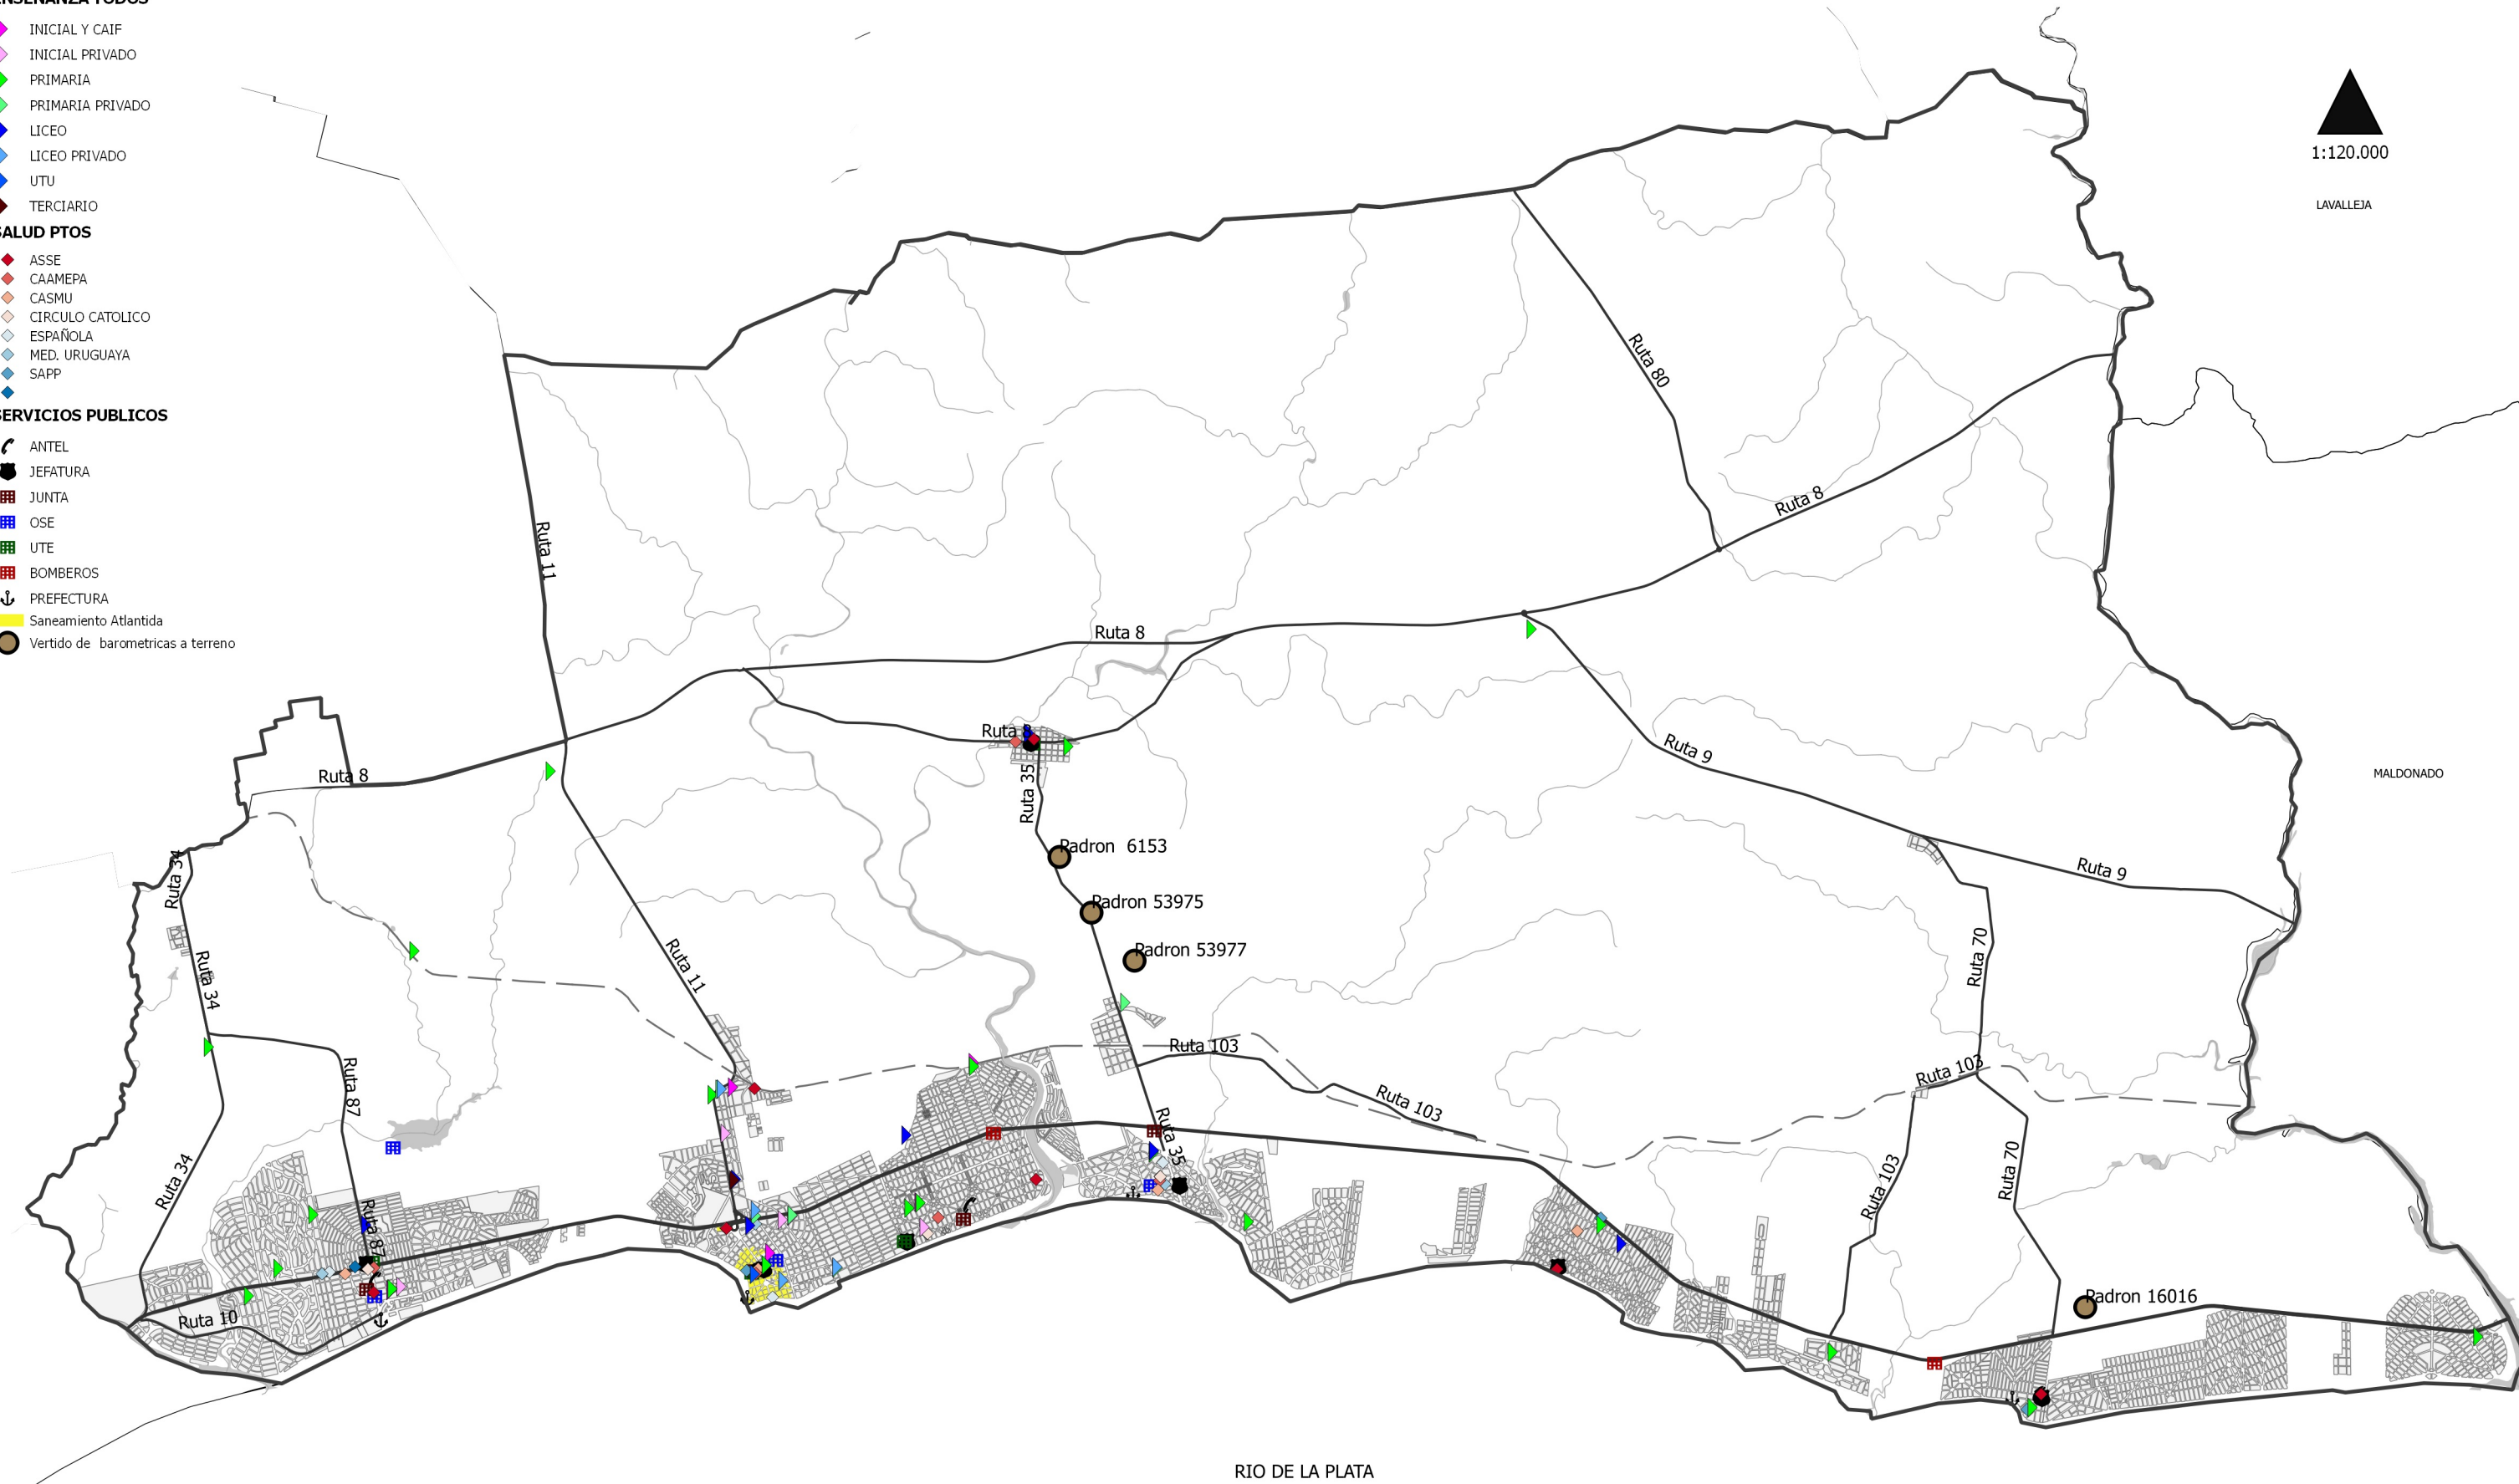 ENSEÑANZA TODOS
INICIAL Y CAIF
INICIAL PRIVADO
PRIMARIA
PRIMARIA PRIVADO
LICEO
LICEO PRIVADO
UTU
TERCIARIO
SALUD PTOS
ASSE
CAAMEPA
CASMU
CIRCULO CATOLICO
ESPAÑOLA
MED. URUGUAYA
SAPP
SERVICIOS PUBLICOS
ANTEL
JEFATURA
JUNTA
OSE
UTE
BOMBEROS
PREFECTURA
Saneamiento Atlantida
Vertido de barometricas a terreno
1:120.000
LAVALLEJA
Ruta 80
Ruta 8
Ruta 11
Ruta 8
Ruta 8
Ruta 9
Ruta 8
MALDONADO
Ruta 35
Padron 6153
Ruta 34
Ruta 9
Padron 53975
Ruta 70
Padron 53977
Ruta 11
Ruta 34
Ruta 103
Ruta 87
Ruta 103
Ruta 103
Ruta 35
Ruta 34
Ruta 103
Ruta 70
Ruta 87
Padron 16016
Ruta 10
RIO DE LA PLATA